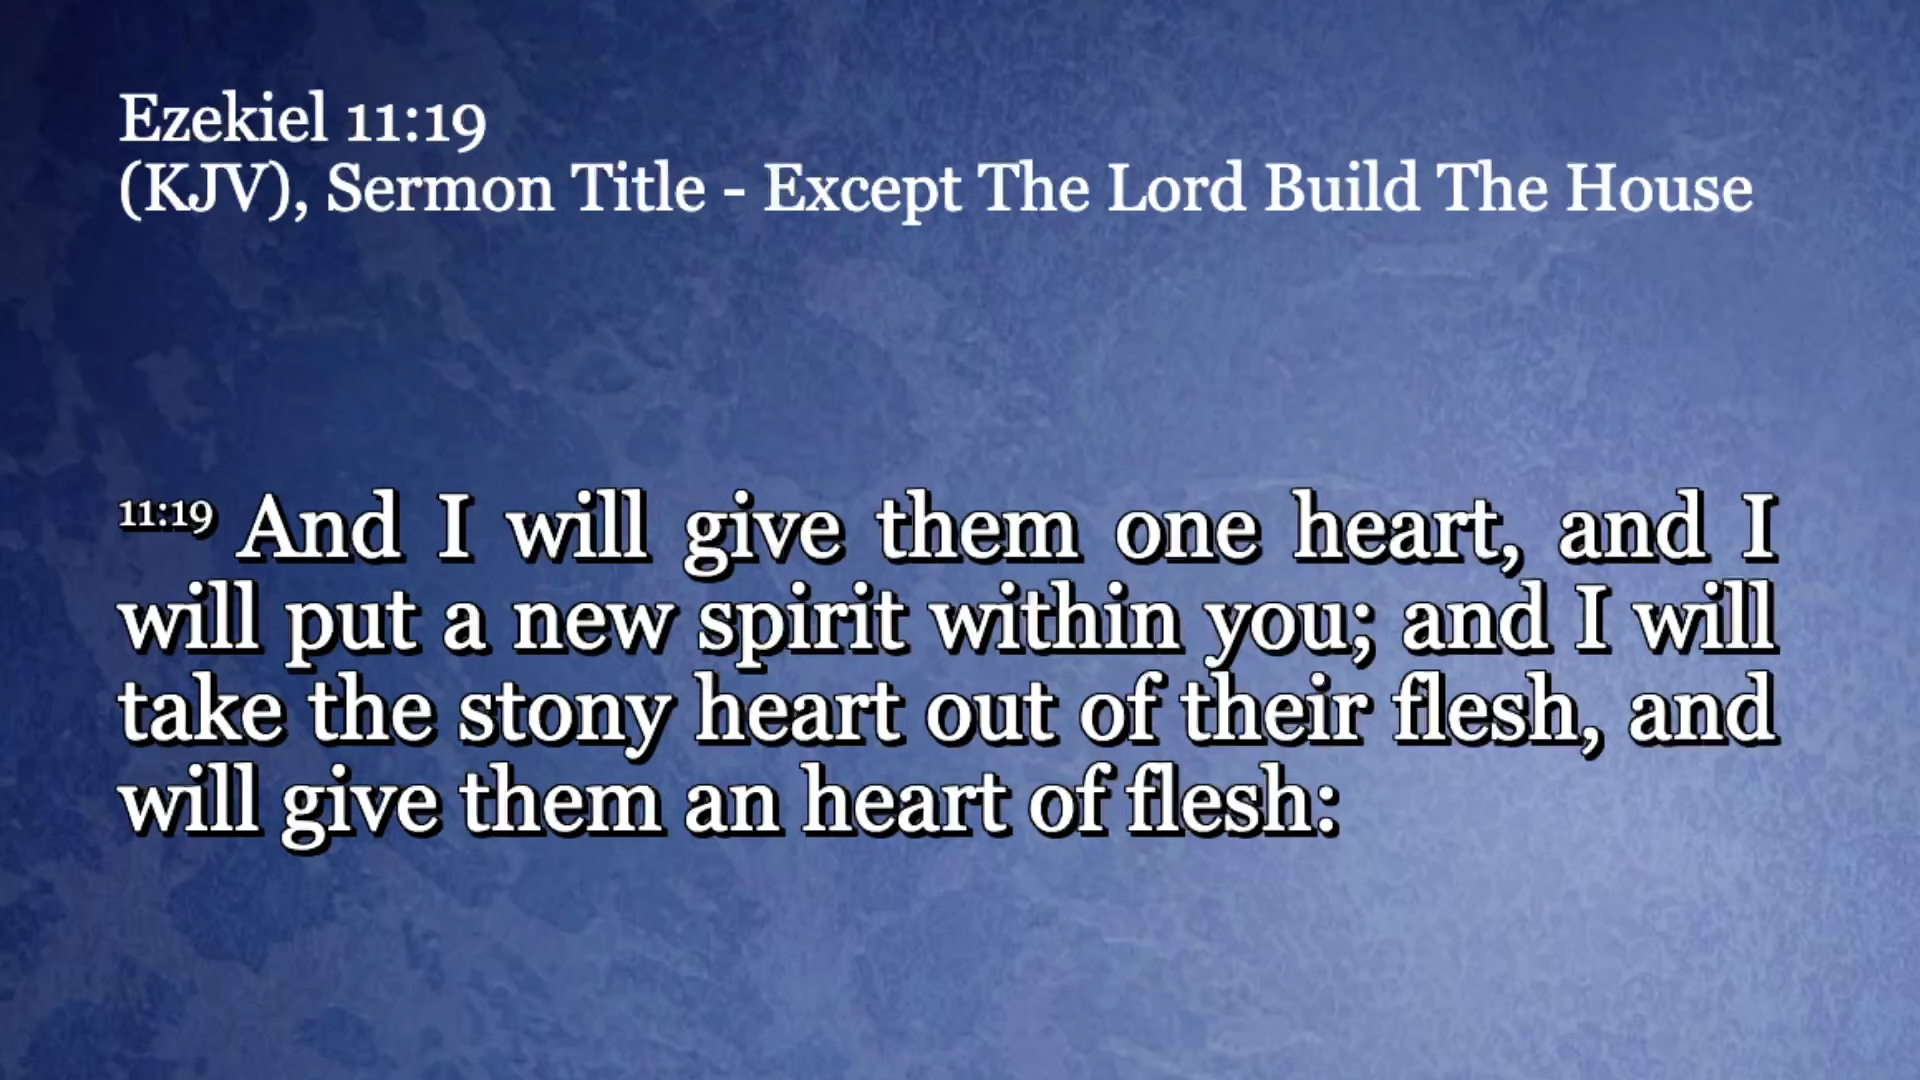 Ezekiel 11:19
(KJV), Sermon Title - Except The Lord Build The House
11:19 And I will give them one heart, and I
will put a new spirit within you; and I will
take the stony heart out of their flesh, and
will give them an heart of flesh: